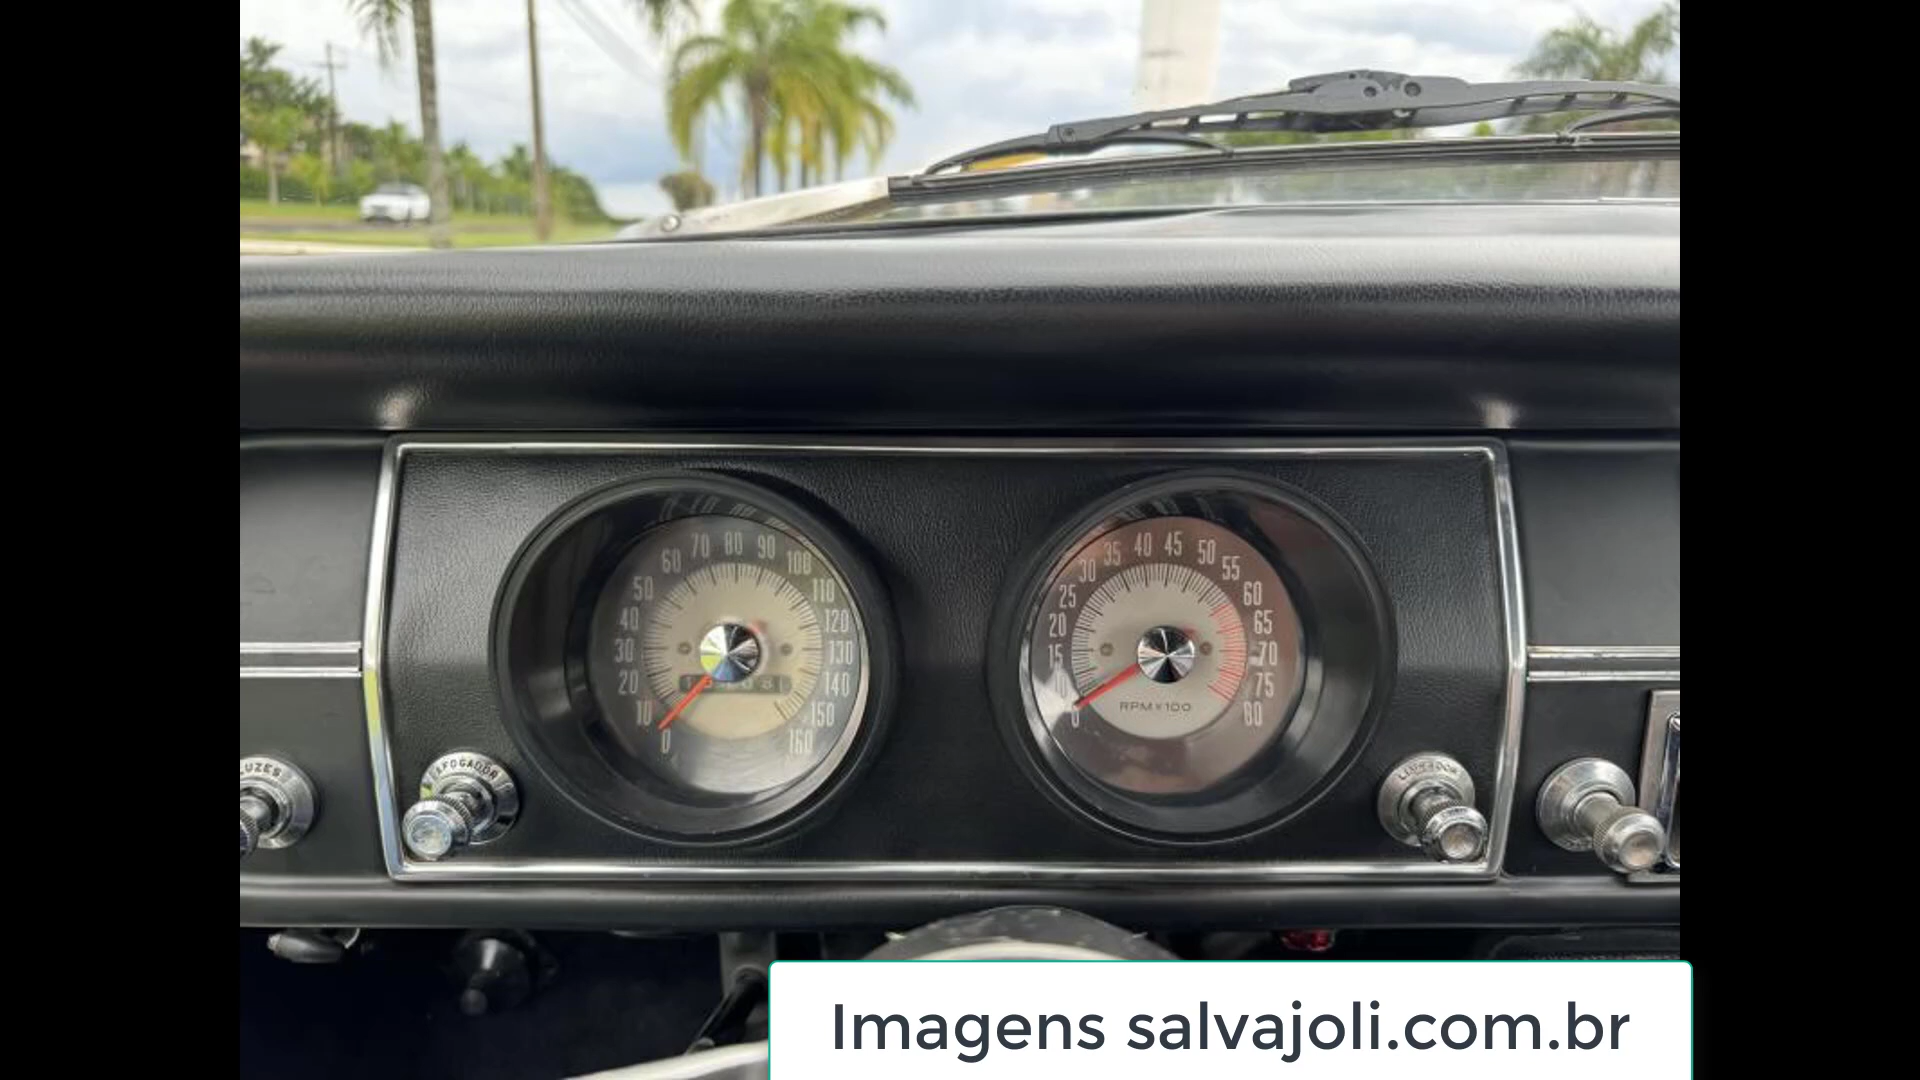 70 80 90
60 100
50 110
40 120
30 130
20 140
10 150
0 160
40 45
35 50
30 55
25 60
20 65
15 70
75
0 80
RPM×100
LUZES
AFOGADOR
LIMPADOR
Imagens salvajoli.com.br